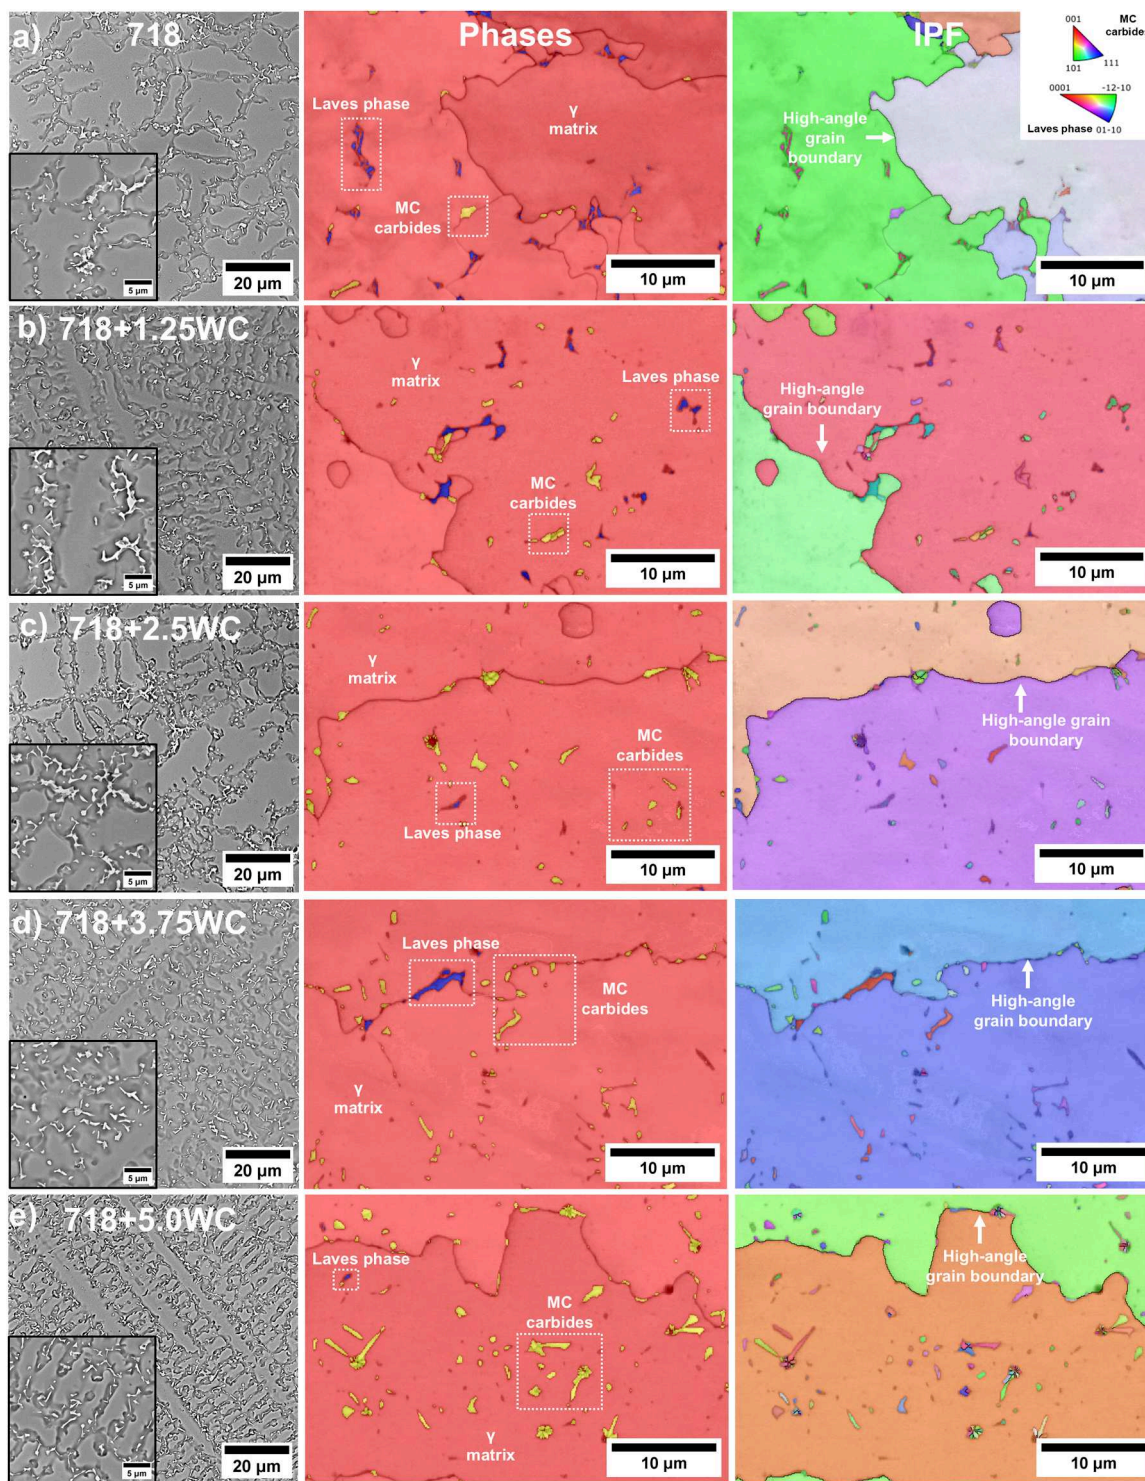 a) 718
5 µm
20 µm
Phases
Laves phase
γ
matrix
MC
carbides
10 µm
IPF
001
MC
carbides
101
111
0001
-12-10
Laves phase 01-10
High-angle
grain
boundary
10 µm
b) 718+1.25WC
5 µm
20 µm
γ
matrix
Laves phase
MC
carbides
10 µm
High-angle
grain boundary
10 µm
c) 718+2.5WC
5 µm
20 µm
γ
matrix
MC
carbides
Laves phase
10 µm
High-angle grain
boundary
10 µm
d) 718+3.75WC
5 µm
20 µm
Laves phase
MC
carbides
γ
matrix
10 µm
High-angle
grain boundary
10 µm
e) 718+5.0WC
5 µm
20 µm
Laves phase
MC
carbides
γ
matrix
10 µm
High-angle
grain boundary
10 µm